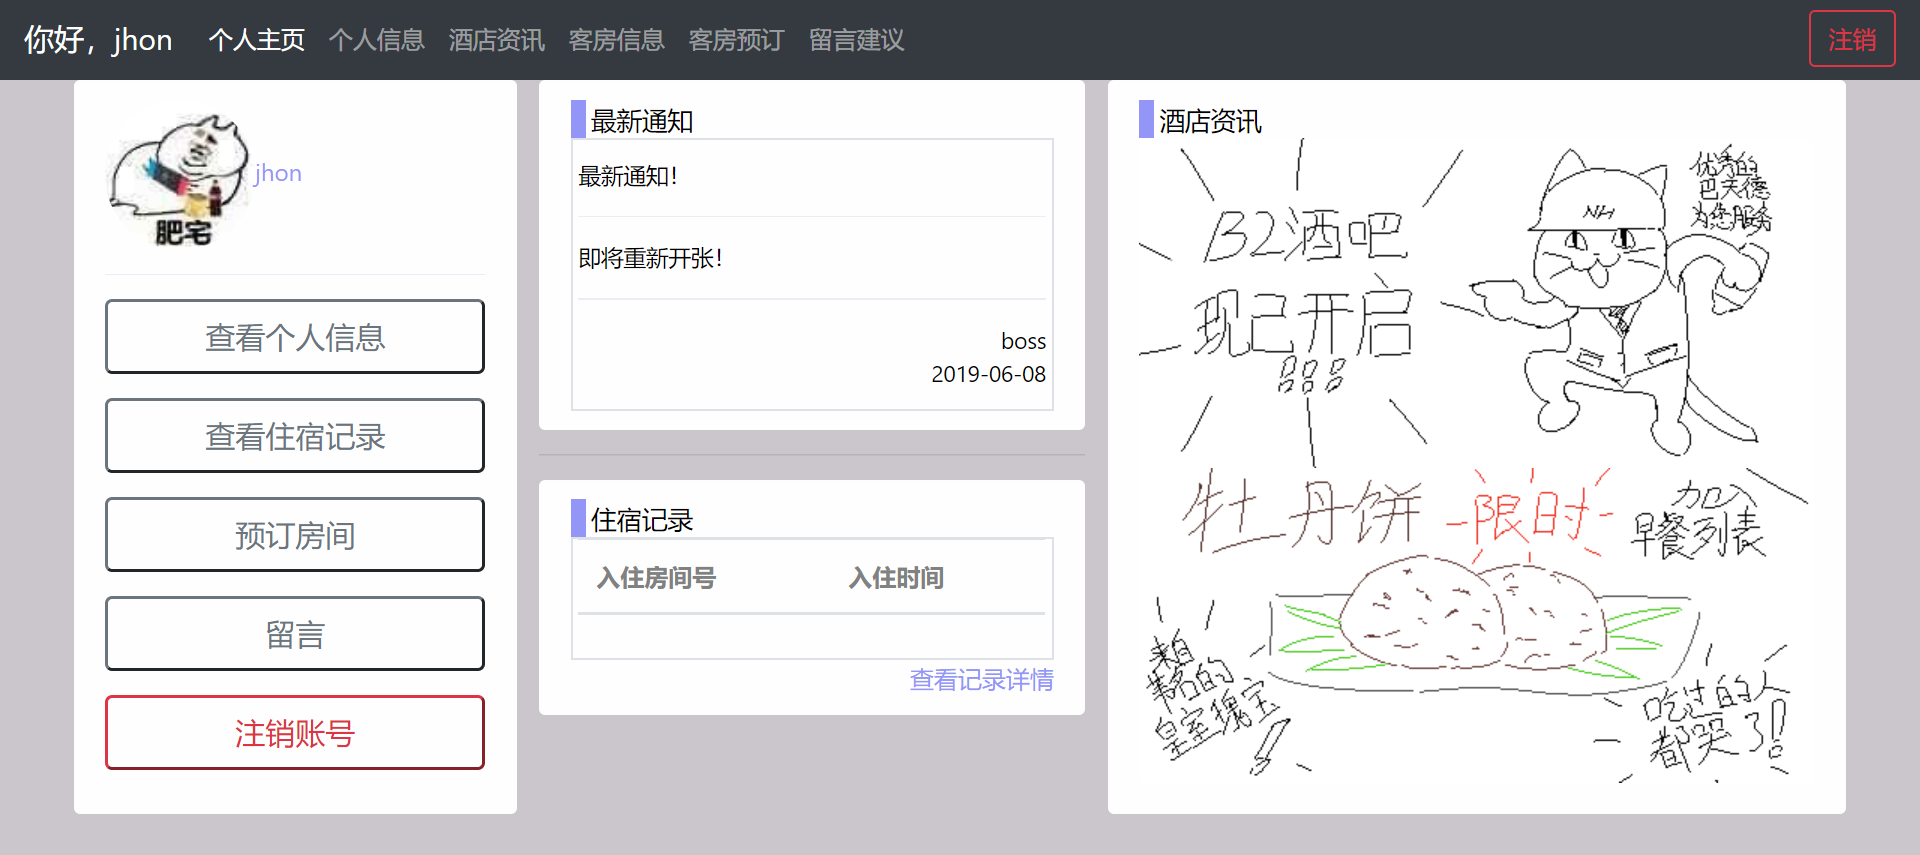 你好，jhon 个人主页 个人信息 酒店资讯 客房信息 客房预订 留言建议 注销
肥宅
jhon
查看个人信息
查看住宿记录
预订房间
留言
注销账号
最新通知
最新通知！
即将重新开张！
boss
2019-06-08
住宿记录
入住房间号 入住时间
查看记录详情
酒店资讯
B2酒吧
现已开启
!!!
优秀的
巴天德
为您服务
NH
牡丹饼
限时
加入
早餐列表
来自
著名的
皇室瑰宝
!!
吃过的人
都哭了!!